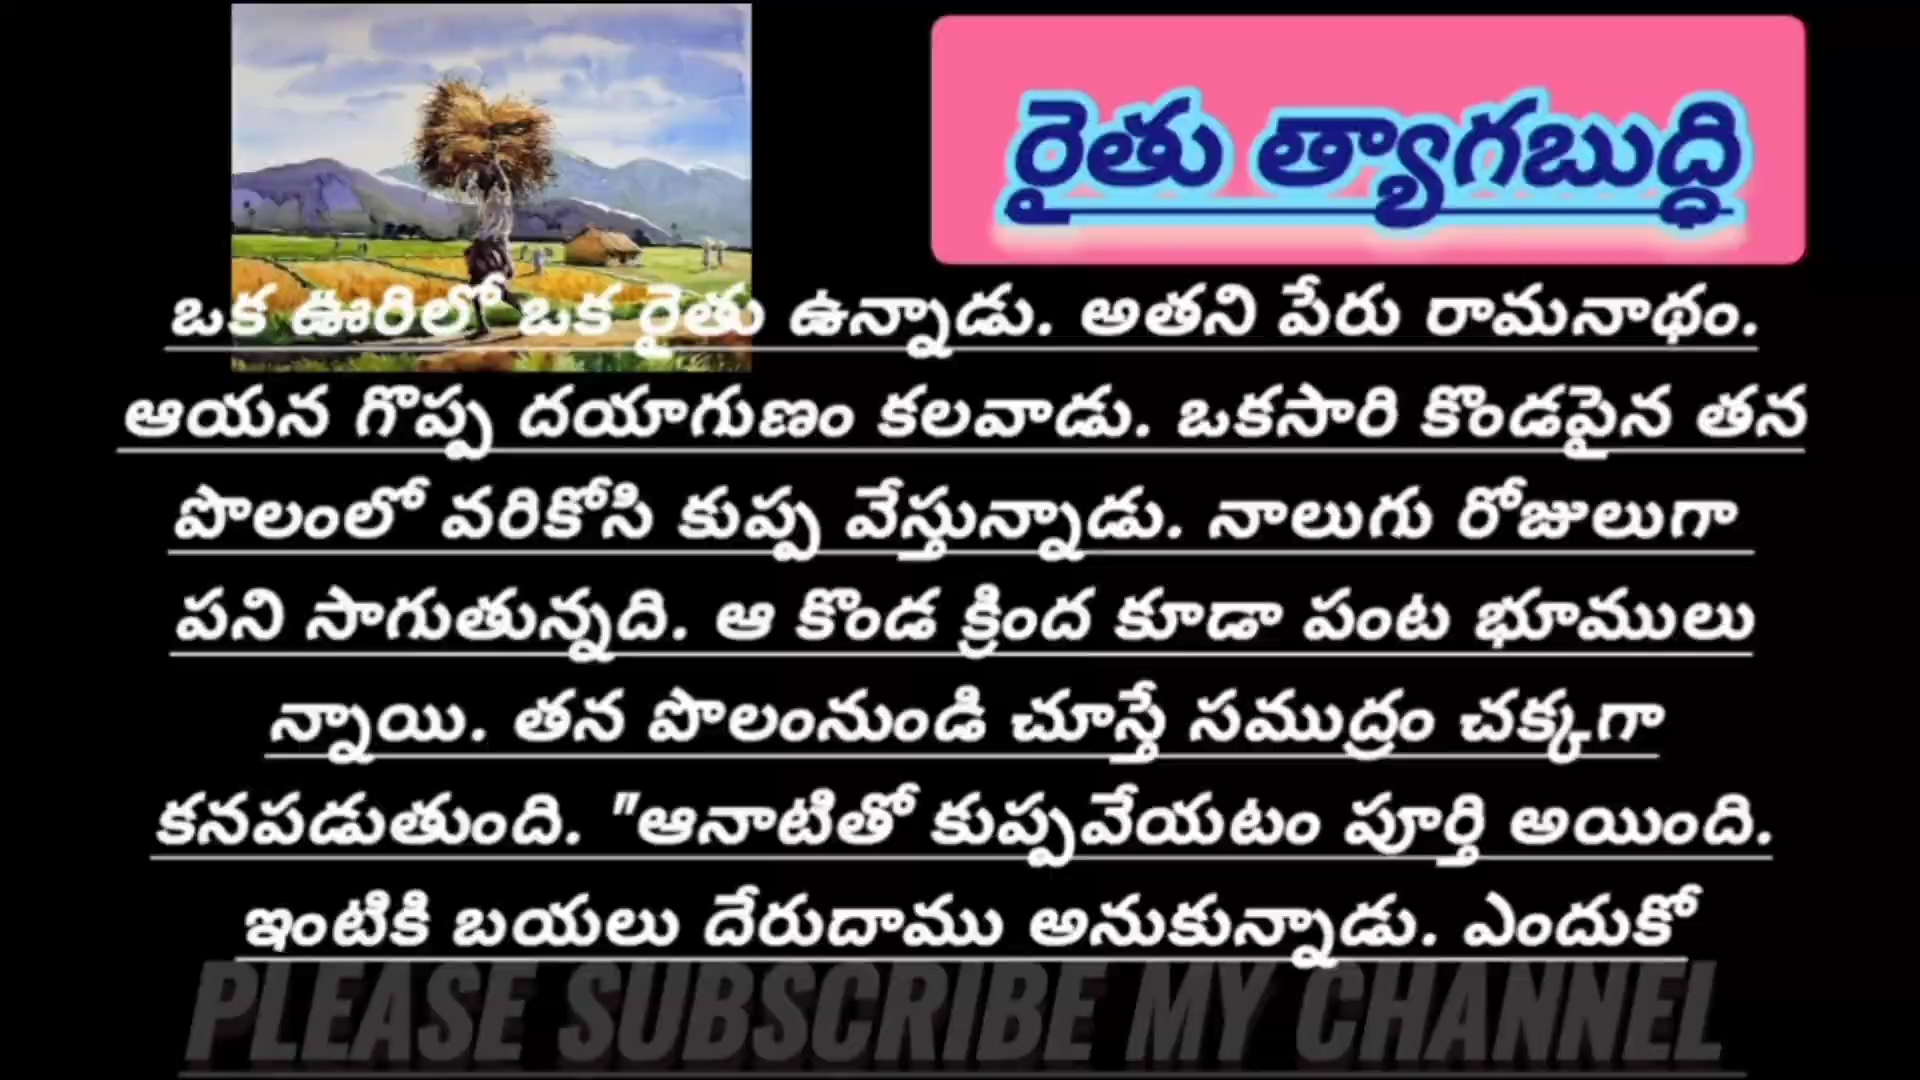 రైతు త్యాగబుద్ధి
ఒక ఊరిలో ఒక రైతు ఉన్నాడు. అతని పేరు రామనాథం.
ఆయన గొప్ప దయాగుణం కలవాడు. ఒకసారి కొండపైన తన
పొలంలో వరికోసి కుప్ప వేస్తున్నాడు. నాలుగు రోజులుగా
పని సాగుతున్నది. ఆ కొండ క్రింద కూడా పంట భూములు
న్నాయి. తన పొలంనుండి చూస్తే సముద్రం చక్కగా
కనపడుతుంది. "ఆనాటితో కుప్పవేయటం పూర్తి అయింది.
ఇంటికి బయలు దేరుదాము అనుకున్నాడు. ఎందుకో
PLEASE SUBSCRIBE MY CHANNEL